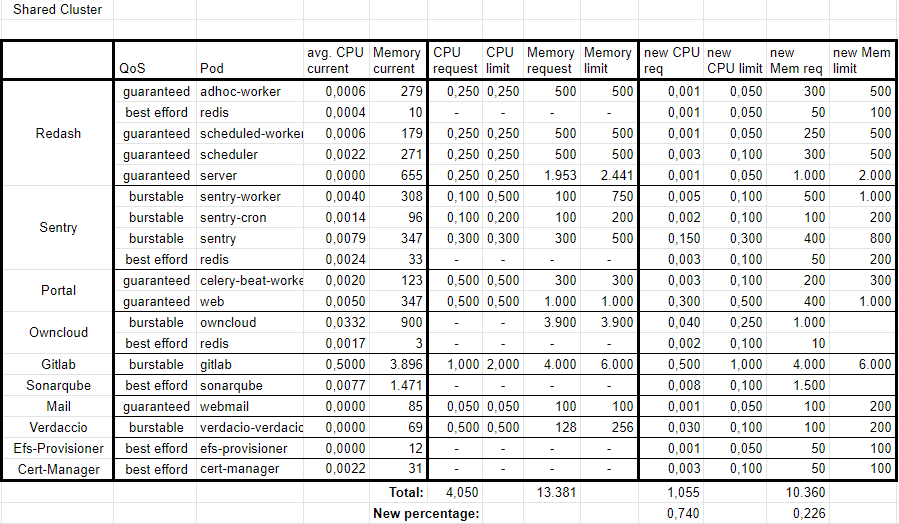 Shared Cluster
QoS Pod avg. CPU current Memory current CPU request CPU limit Memory request Memory limit new CPU req new CPU limit new Mem req new Mem limit
Redash
guaranteed adhoc-worker 0,0006 279 0,250 0,250 500 500 0,001 0,050 300 500
best efford redis 0,0004 10 - - - - 0,001 0,050 50 100
guaranteed scheduled-worker 0,0006 179 0,250 0,250 500 500 0,001 0,050 250 500
guaranteed scheduler 0,0022 271 0,250 0,250 500 500 0,003 0,100 300 500
guaranteed server 0,0000 655 0,250 0,250 1.953 2.441 0,001 0,050 1.000 2.000
Sentry
burstable sentry-worker 0,0040 308 0,100 0,500 100 750 0,005 0,100 500 1.000
burstable sentry-cron 0,0014 96 0,100 0,200 100 200 0,002 0,100 100 200
burstable sentry 0,0079 347 0,300 0,300 300 500 0,150 0,300 400 800
best efford redis 0,0024 33 - - - - 0,003 0,100 50 200
Portal
guaranteed celery-beat-worke 0,0020 123 0,500 0,500 300 300 0,003 0,100 200 300
guaranteed web 0,0050 347 0,500 0,500 1.000 1.000 0,300 0,500 400 1.000
Owncloud
burstable owncloud 0,0332 900 - - 3.900 3.900 0,040 0,250 1.000
best efford redis 0,0017 3 - - - - 0,002 0,100 10
Gitlab burstable gitlab 0,5000 3.896 1,000 2,000 4.000 6.000 0,500 1,000 4.000 6.000
Sonarqube best efford sonarqube 0,0077 1.471 - - - - 0,008 0,100 1.500
Mail guaranteed webmail 0,0000 85 0,050 0,050 100 100 0,001 0,050 100 200
Verdaccio burstable verdacio-verdacio 0,0000 69 0,500 0,500 128 256 0,030 0,100 100 200
Efs-Provisioner best efford efs-provisioner 0,0000 12 - - - - 0,001 0,050 50 100
Cert-Manager best efford cert-manager 0,0022 31 - - - - 0,003 0,100 50 100
Total: 4,050 13.381 1,055 10.360
New percentage: 0,740 0,226